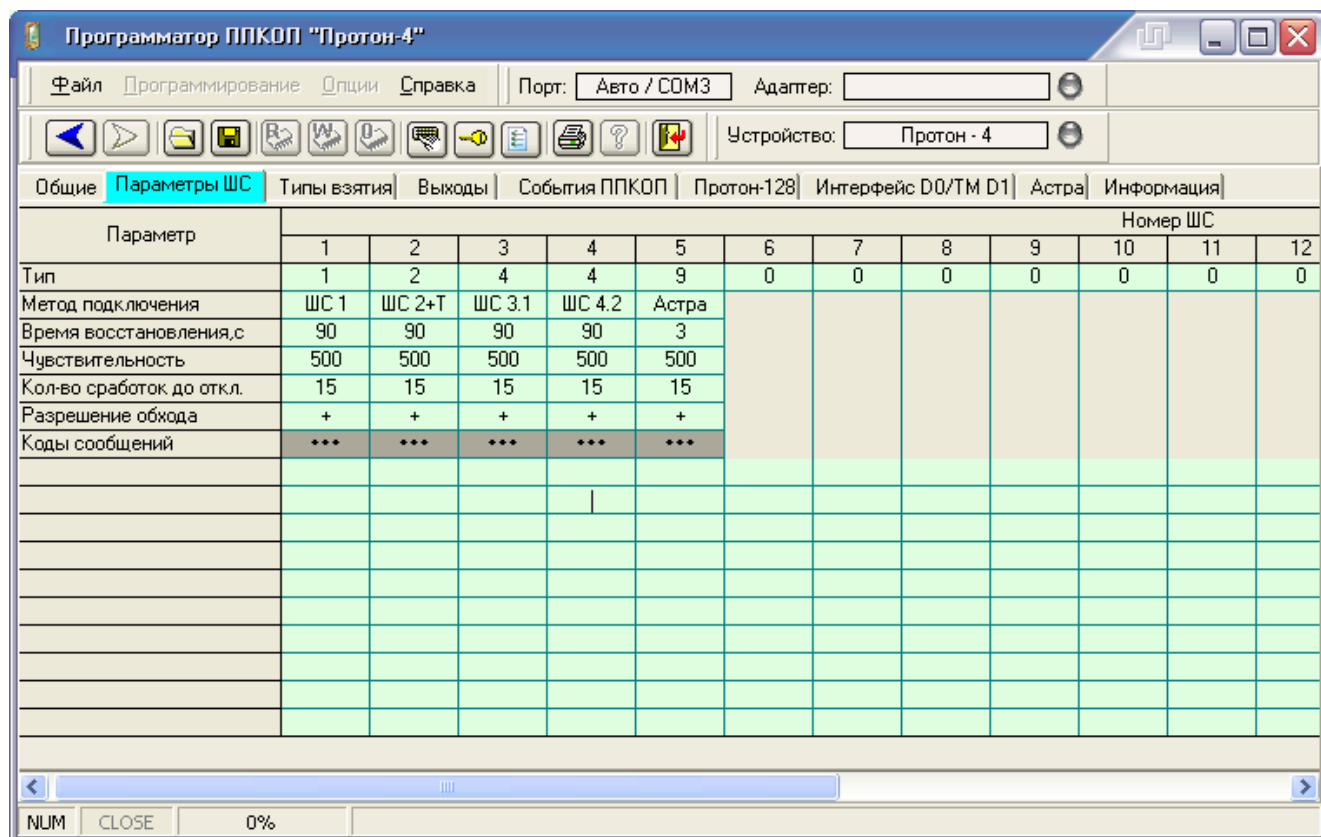 Программатор ППКОП "Протон-4"
Файл Программирование Опции Справка Порт: Авто / COM3 Адаптер:
R W O ? Устройство: Протон - 4
Общие Параметры ШС Типы взятия Выходы События ППКОП Протон-128 Интерфейс D0/TM D1 Астра Информация
Параметр Номер ШС
1 2 3 4 5 6 7 8 9 10 11 12
Тип 1 2 4 4 9 0 0 0 0 0 0 0
Метод подключения ШС 1 ШС 2+Т ШС 3.1 ШС 4.2 Астра
Время восстановления,с 90 90 90 90 3
Чувствительность 500 500 500 500 500
Кол-во сработок до откл. 15 15 15 15 15
Разрешение обхода + + + + +
Коды сообщений ••• ••• ••• ••• •••
NUM CLOSE 0%